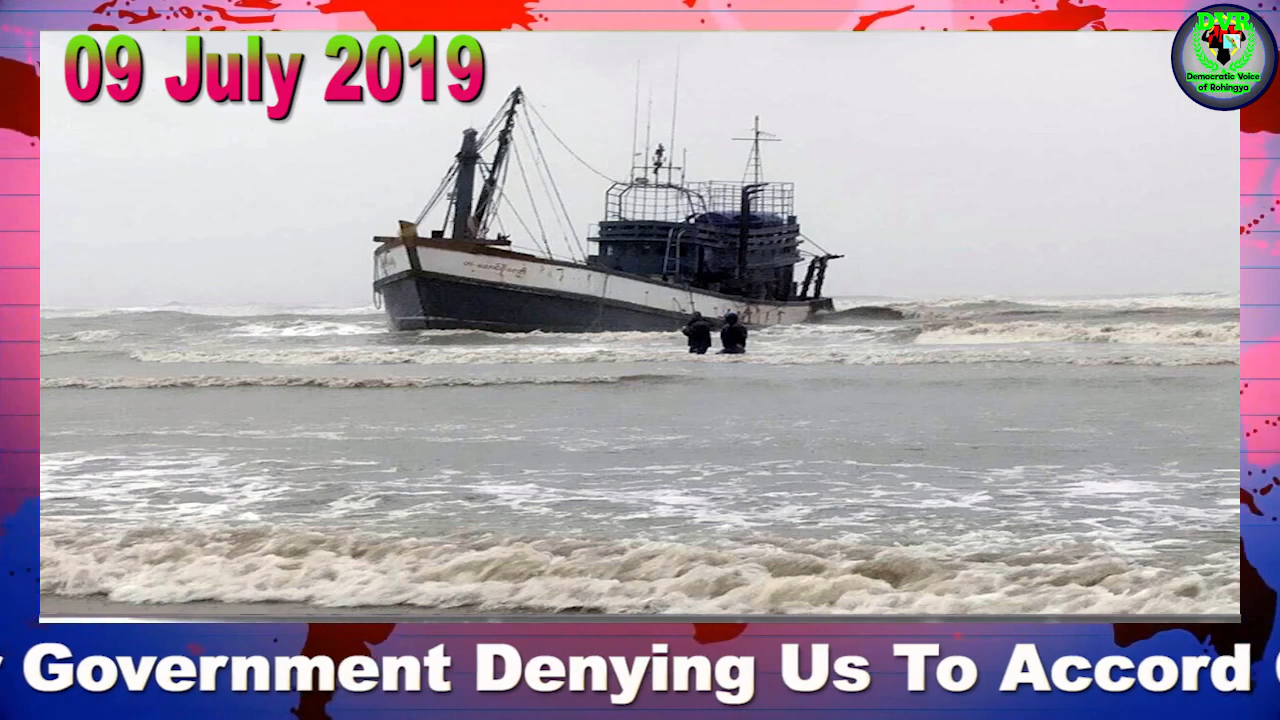 09 July 2019
DVR
Democratic Voice
of Rohingya
Government Denying Us To Accord